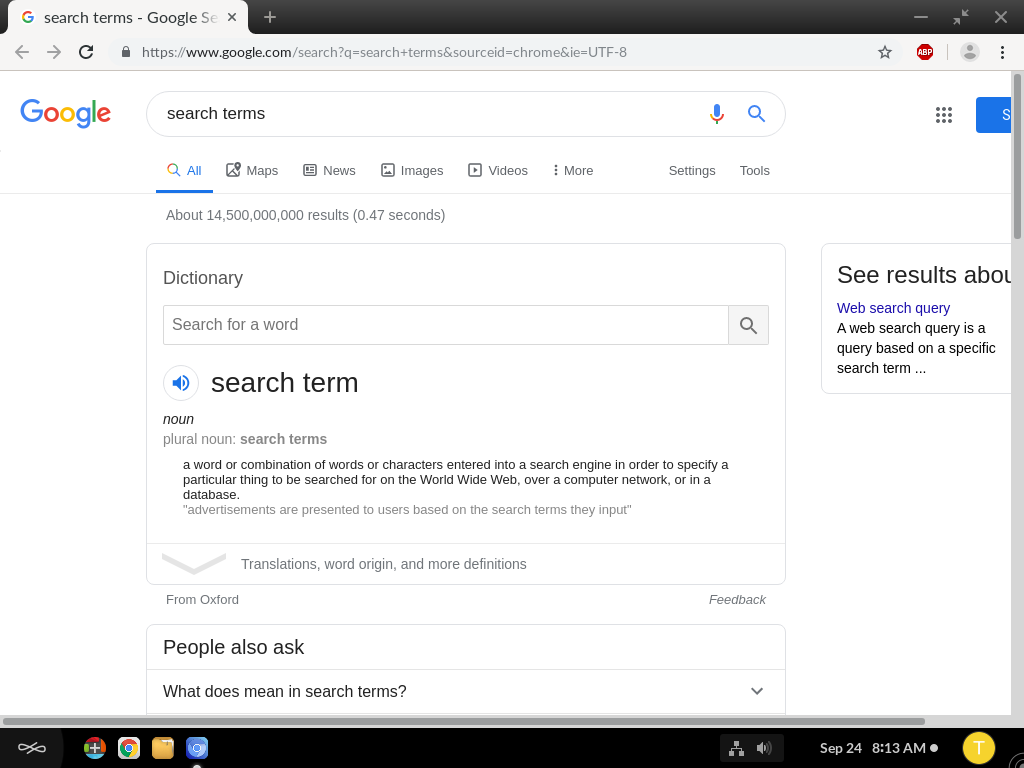 search terms - Google Se
https://www.google.com/search?q=search+terms&sourceid=chrome&ie=UTF-8
ABP
Google
search terms
S
All Maps News Images Videos More Settings Tools
About 14,500,000,000 results (0.47 seconds)
Dictionary
Search for a word
search term
noun
plural noun: search terms
a word or combination of words or characters entered into a search engine in order to specify a
particular thing to be searched for on the World Wide Web, over a computer network, or in a
database.
"advertisements are presented to users based on the search terms they input"
Translations, word origin, and more definitions
From Oxford
Feedback
See results abou
Web search query
A web search query is a
query based on a specific
search term ...
People also ask
What does mean in search terms?
Sep 24 8:13 AM
T